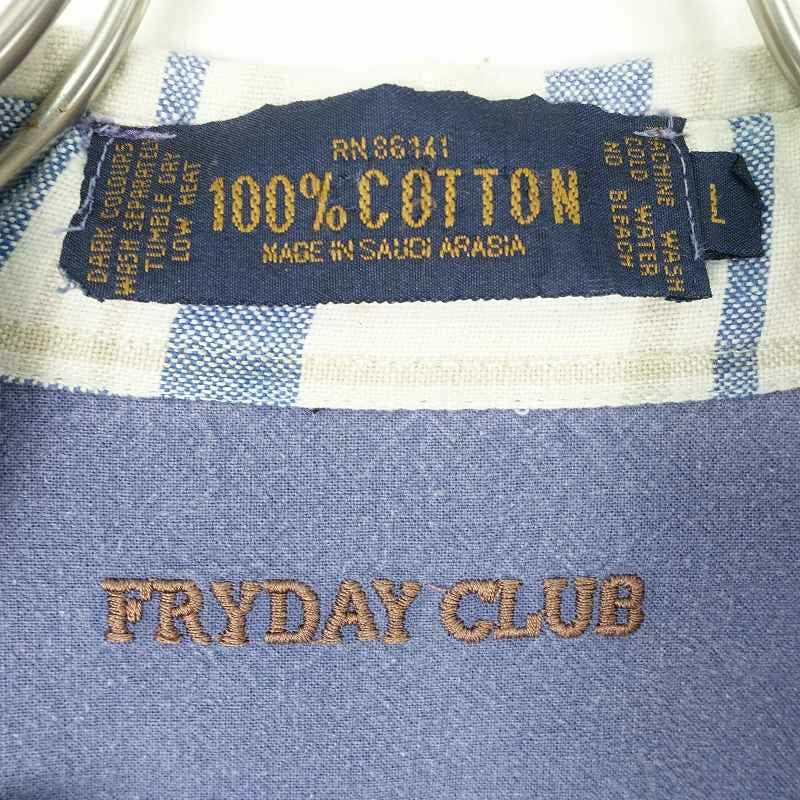 DARK COLOURS
WASH SEPARATE
TUMBLE DRY
LOW HEAT
RN 86141
100% COTTON
MADE IN SAUDI ARABIA
MACHINE WASH
COLD WATER
NO BLEACH
L
FRYDAY CLUB